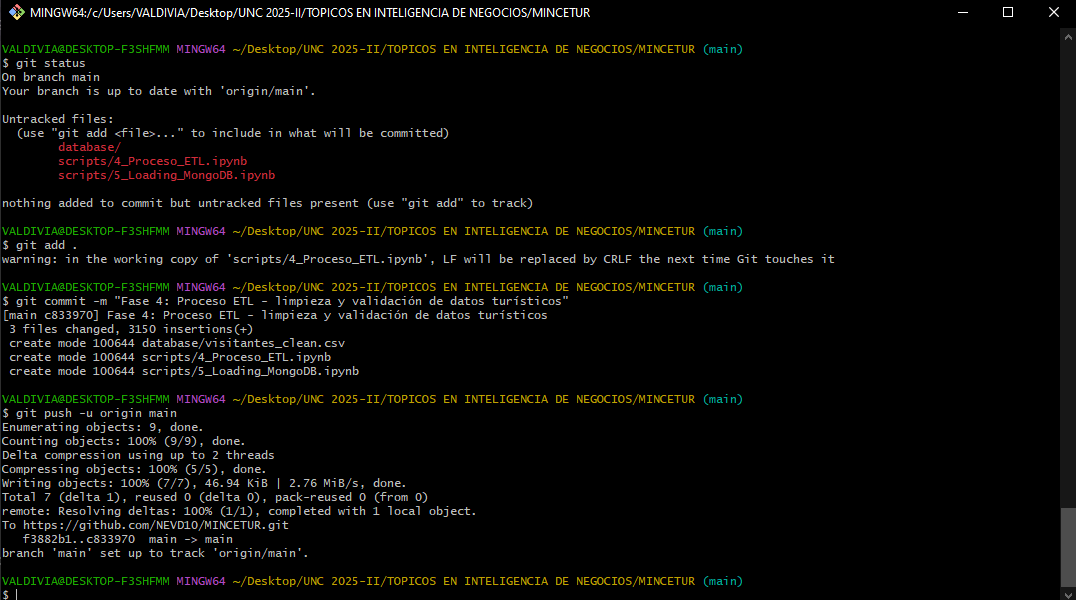 MINGW64:/c/Users/VALDIVIA/Desktop/UNC 2025-II/TOPICOS EN INTELIGENCIA DE NEGOCIOS/MINCETUR
VALDIVIA@DESKTOP-F3SHFMM MINGW64 ~/Desktop/UNC 2025-II/TOPICOS EN INTELIGENCIA DE NEGOCIOS/MINCETUR (main)
$ git status
On branch main
Your branch is up to date with 'origin/main'.
Untracked files:
(use "git add <file>..." to include in what will be committed)
database/
scripts/4_Proceso_ETL.ipynb
scripts/5_Loading_MongoDB.ipynb
nothing added to commit but untracked files present (use "git add" to track)
VALDIVIA@DESKTOP-F3SHFMM MINGW64 ~/Desktop/UNC 2025-II/TOPICOS EN INTELIGENCIA DE NEGOCIOS/MINCETUR (main)
$ git add .
warning: in the working copy of 'scripts/4_Proceso_ETL.ipynb', LF will be replaced by CRLF the next time Git touches it
VALDIVIA@DESKTOP-F3SHFMM MINGW64 ~/Desktop/UNC 2025-II/TOPICOS EN INTELIGENCIA DE NEGOCIOS/MINCETUR (main)
$ git commit -m "Fase 4: Proceso ETL - limpieza y validación de datos turísticos"
[main c833970] Fase 4: Proceso ETL - limpieza y validación de datos turísticos
3 files changed, 3150 insertions(+)
create mode 100644 database/visitantes_clean.csv
create mode 100644 scripts/4_Proceso_ETL.ipynb
create mode 100644 scripts/5_Loading_MongoDB.ipynb
VALDIVIA@DESKTOP-F3SHFMM MINGW64 ~/Desktop/UNC 2025-II/TOPICOS EN INTELIGENCIA DE NEGOCIOS/MINCETUR (main)
$ git push -u origin main
Enumerating objects: 9, done.
Counting objects: 100% (9/9), done.
Delta compression using up to 2 threads
Compressing objects: 100% (5/5), done.
Writing objects: 100% (7/7), 46.94 KiB | 2.76 MiB/s, done.
Total 7 (delta 1), reused 0 (delta 0), pack-reused 0 (from 0)
remote: Resolving deltas: 100% (1/1), completed with 1 local object.
To https://github.com/NEVD10/MINCETUR.git
f3882b1..c833970  main -> main
branch 'main' set up to track 'origin/main'.
VALDIVIA@DESKTOP-F3SHFMM MINGW64 ~/Desktop/UNC 2025-II/TOPICOS EN INTELIGENCIA DE NEGOCIOS/MINCETUR (main)
$